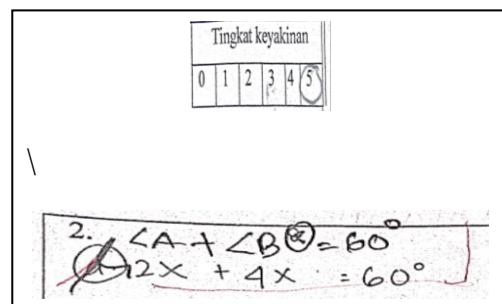 Tingkat keyakinan
0 1 2 3 4 5
\
2. <A + <B = 60°
2x + 4x = 60°